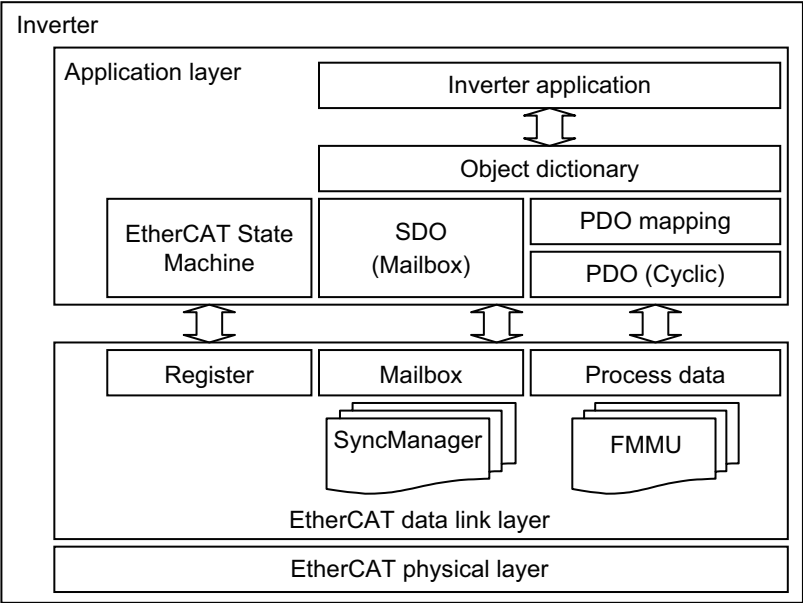 Inverter
Application layer
Inverter application
Object dictionary
EtherCAT State
Machine
SDO
(Mailbox)
PDO mapping
PDO (Cyclic)
Register
Mailbox
Process data
SyncManager
FMMU
EtherCAT data link layer
EtherCAT physical layer